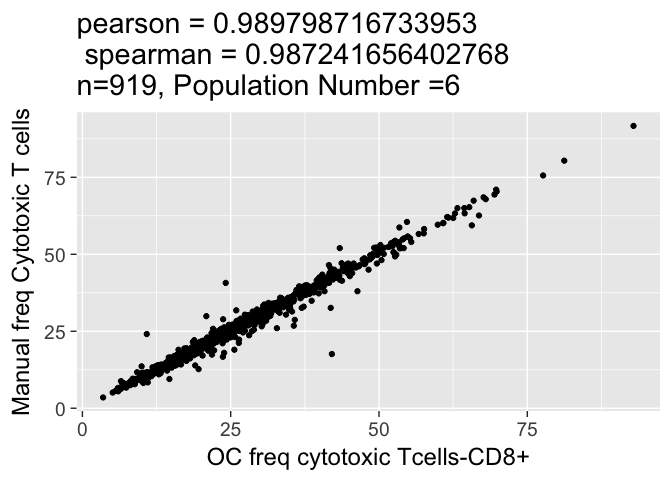 pearson = 0.989798716733953
spearman = 0.987241656402768
n=919, Population Number =6
Manual freq Cytotoxic T cells
75
50
25
0
0 25 50 75
OC freq cytotoxic Tcells-CD8+